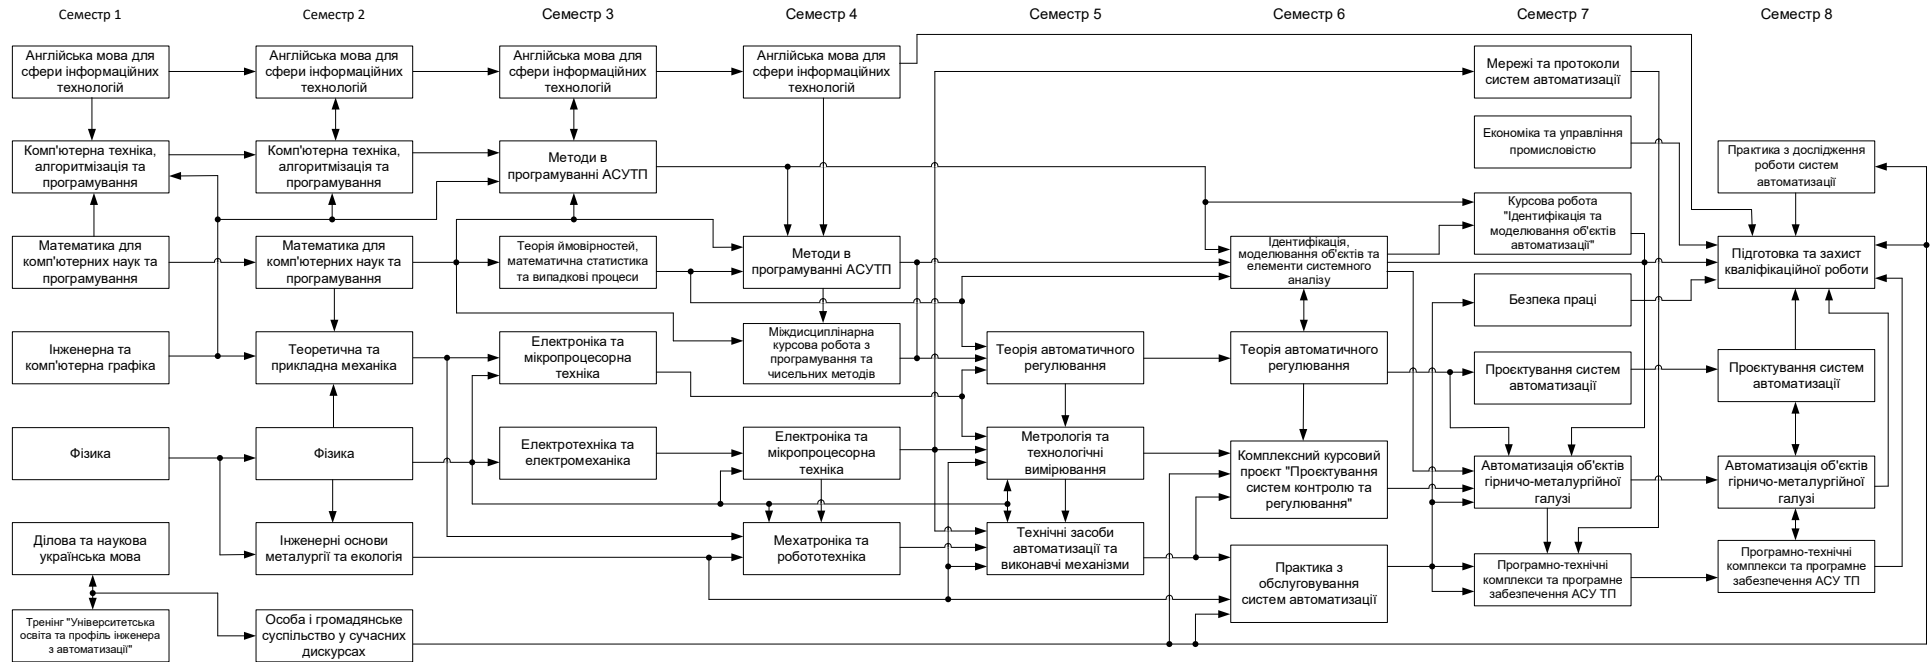 Семестр 1
Семестр 2
Семестр 3
Семестр 4
Семестр 5
Семестр 6
Семестр 7
Семестр 8
Англійська мова для
сфери інформаційних
технологій
Комп'ютерна техніка,
алгоритмізація та
програмування
Математика для
комп'ютерних наук та
програмування
Інженерна та
комп'ютерна графіка
Фізика
Ділова та наукова
українська мова
Тренінг "Університетська
освіта та профіль інженера
з автоматизації"
Англійська мова для
сфери інформаційних
технологій
Комп'ютерна техніка,
алгоритмізація та
програмування
Математика для
комп'ютерних наук та
програмування
Теоретична та
прикладна механіка
Фізика
Інженерні основи
металургії та екологія
Особа і громадянське
суспільство у сучасних
дискурсах
Англійська мова для
сфери інформаційних
технологій
Методи в
програмуванні АСУТП
Теорія ймовірностей,
математична статистика
та випадкові процеси
Електроніка та
мікропроцесорна
техніка
Електротехніка та
електромеханіка
Англійська мова для
сфери інформаційних
технологій
Методи в
програмуванні АСУТП
Міждисциплінарна
курсова робота з
програмування та
чисельних методів
Електроніка та
мікропроцесорна
техніка
Мехатроніка та
робототехніка
Теорія автоматичного
регулювання
Метрологія та
технологічні
вимірювання
Технічні засоби
автоматизації та
виконавчі механізми
Ідентифікація,
моделювання об'єктів та
елементи системного
аналізу
Теорія автоматичного
регулювання
Комплексний курсовий
проєкт "Проєктування
систем контролю та
регулювання"
Практика з
обслуговування
систем автоматизації
Мережі та протоколи
систем автоматизації
Економіка та управління
промисловістю
Курсова робота
"Ідентифікація та
моделювання об'єктів
автоматизації"
Безпека праці
Проєктування систем
автоматизації
Автоматизація об'єктів
гірничо-металургійної
галузі
Програмно-технічні
комплекси та програмне
забезпечення АСУ ТП
Практика з дослідження
роботи систем
автоматизації
Підготовка та захист
кваліфікаційної роботи
Проєктування систем
автоматизації
Автоматизація об'єктів
гірничо-металургійної
галузі
Програмно-технічні
комплекси та програмне
забезпечення АСУ ТП